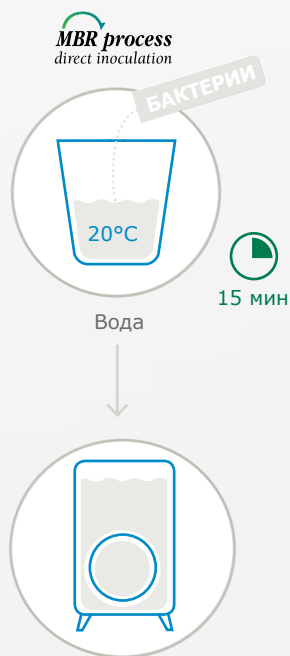 MBR process
direct inoculation
БАКТЕРИИ
20°C
15 мин
Вода